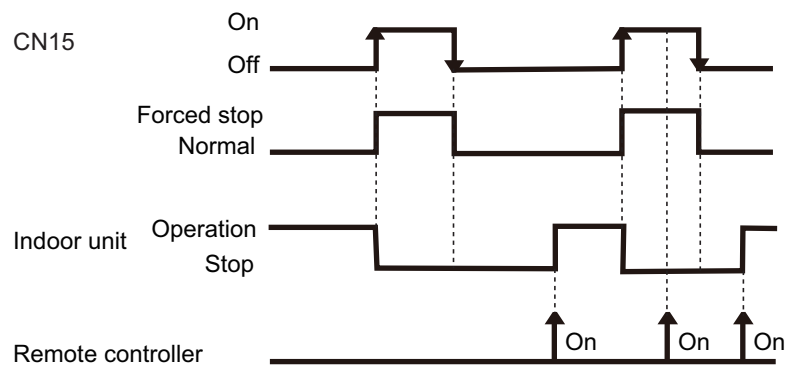 On
CN15
Off
Forced stop
Normal
Operation
Indoor unit
Stop
On
On
On
Remote controller